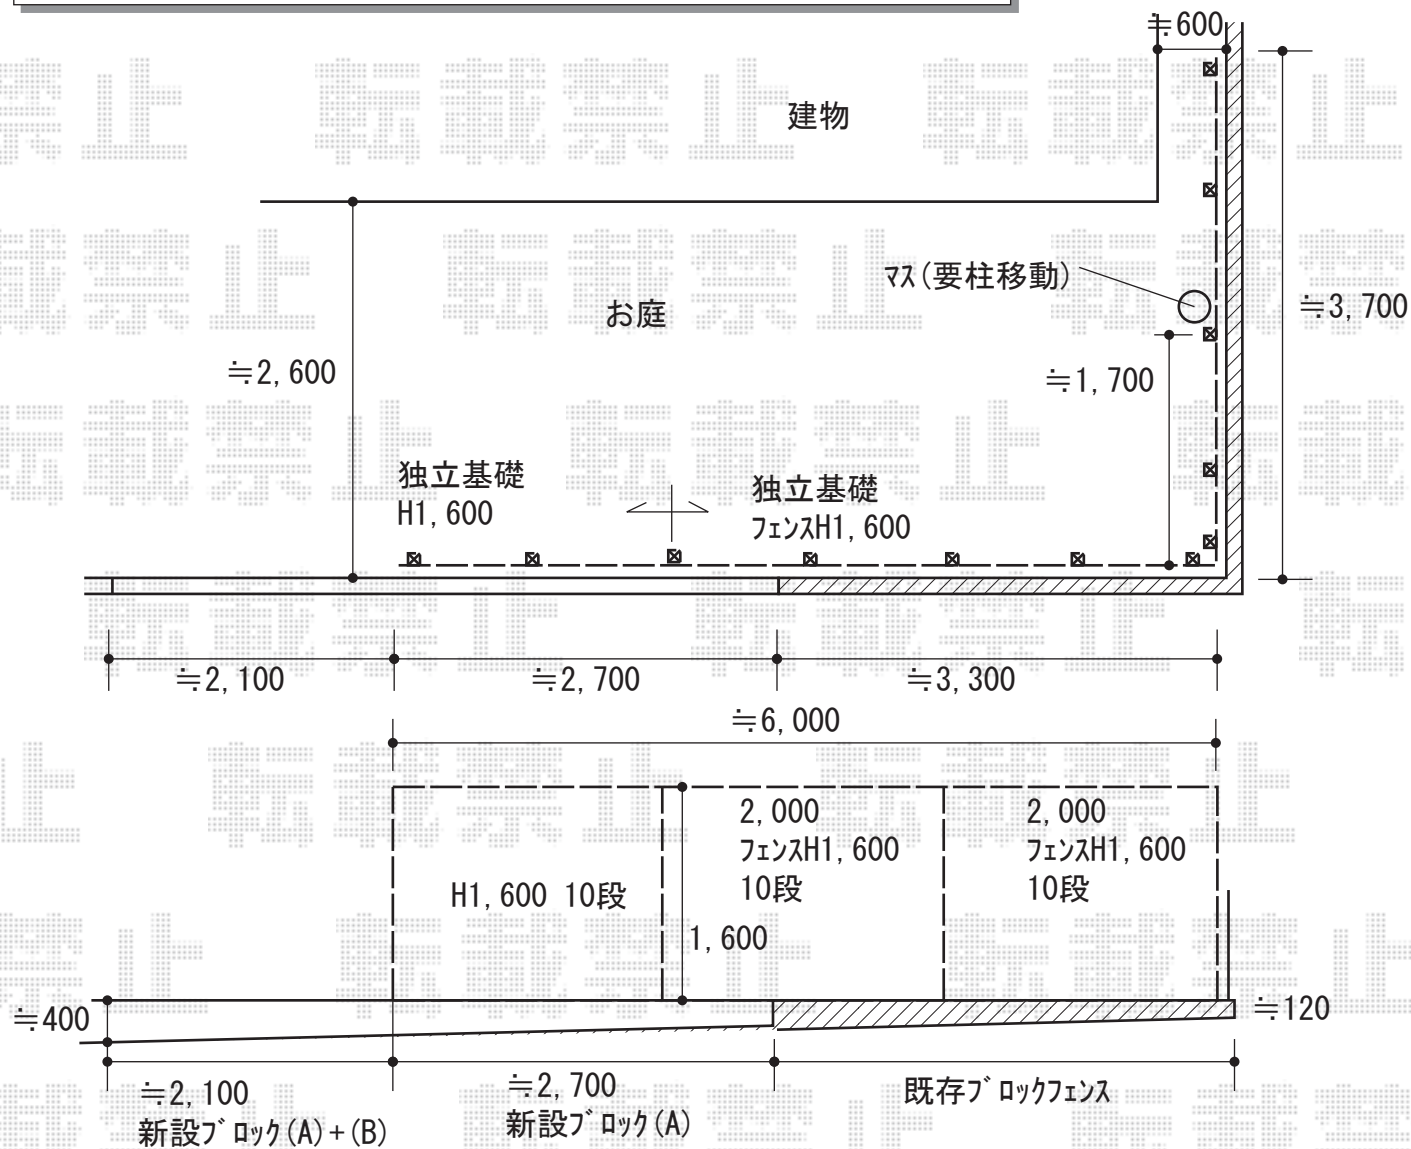 ≒600
建物
マス(要柱移動)
≒3,700
お庭
≒2,600
≒1,700
独立基礎
H1,600
独立基礎
フェンスH1,600
≒2,100
≒2,700
≒3,300
≒6,000
2,000
フェンスH1,600
10段
2,000
フェンスH1,600
10段
H1,600 10段
1,600
≒400
≒120
≒2,100
新設ブロック(A)+(B)
≒2,700
新設ブロック(A)
既存ブロックフェンス
転載禁止